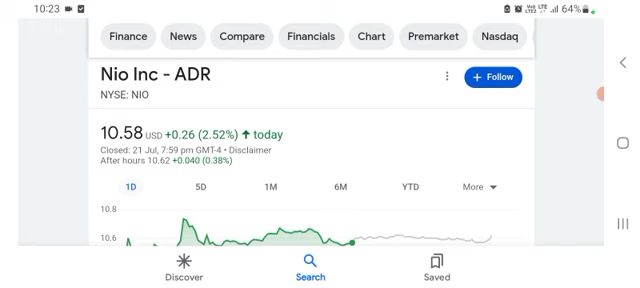 10:23 LTE LTE2 64%
Finance News Compare Financials Chart Premarket Nasdaq
Nio Inc - ADR
+ Follow
NYSE: NIO
10.58 USD +0.26 (2.52%) ↑ today
Closed: 21 Jul, 7:59 pm GMT-4 • Disclaimer
After hours 10.62 +0.040 (0.38%)
1D 5D 1M 6M YTD More
10.8
10.6
Discover Search Saved